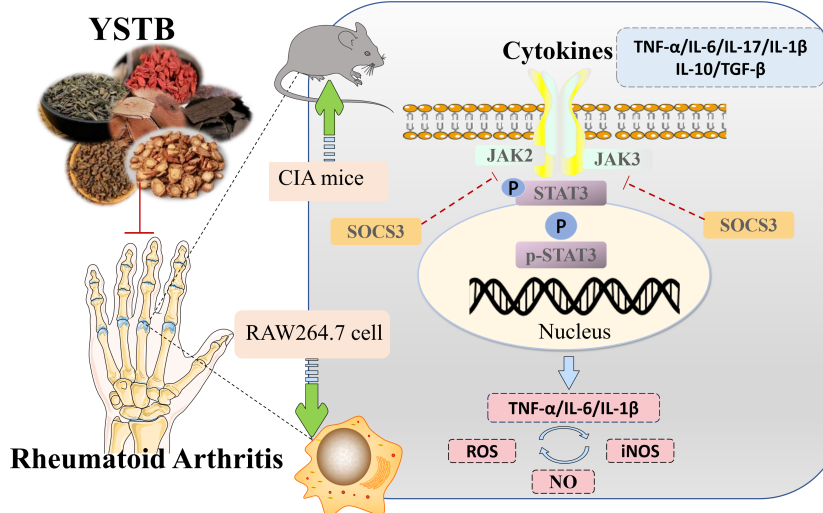 YSTB
Cytokines
TNF-α/IL-6/IL-17/IL-1β
IL-10/TGF-β
JAK2
JAK3
CIA mice
P
STAT3
SOCS3
SOCS3
P
p-STAT3
RAW264.7 cell
Nucleus
TNF-α/IL-6/IL-1β
Rheumatoid Arthritis
ROS
iNOS
NO